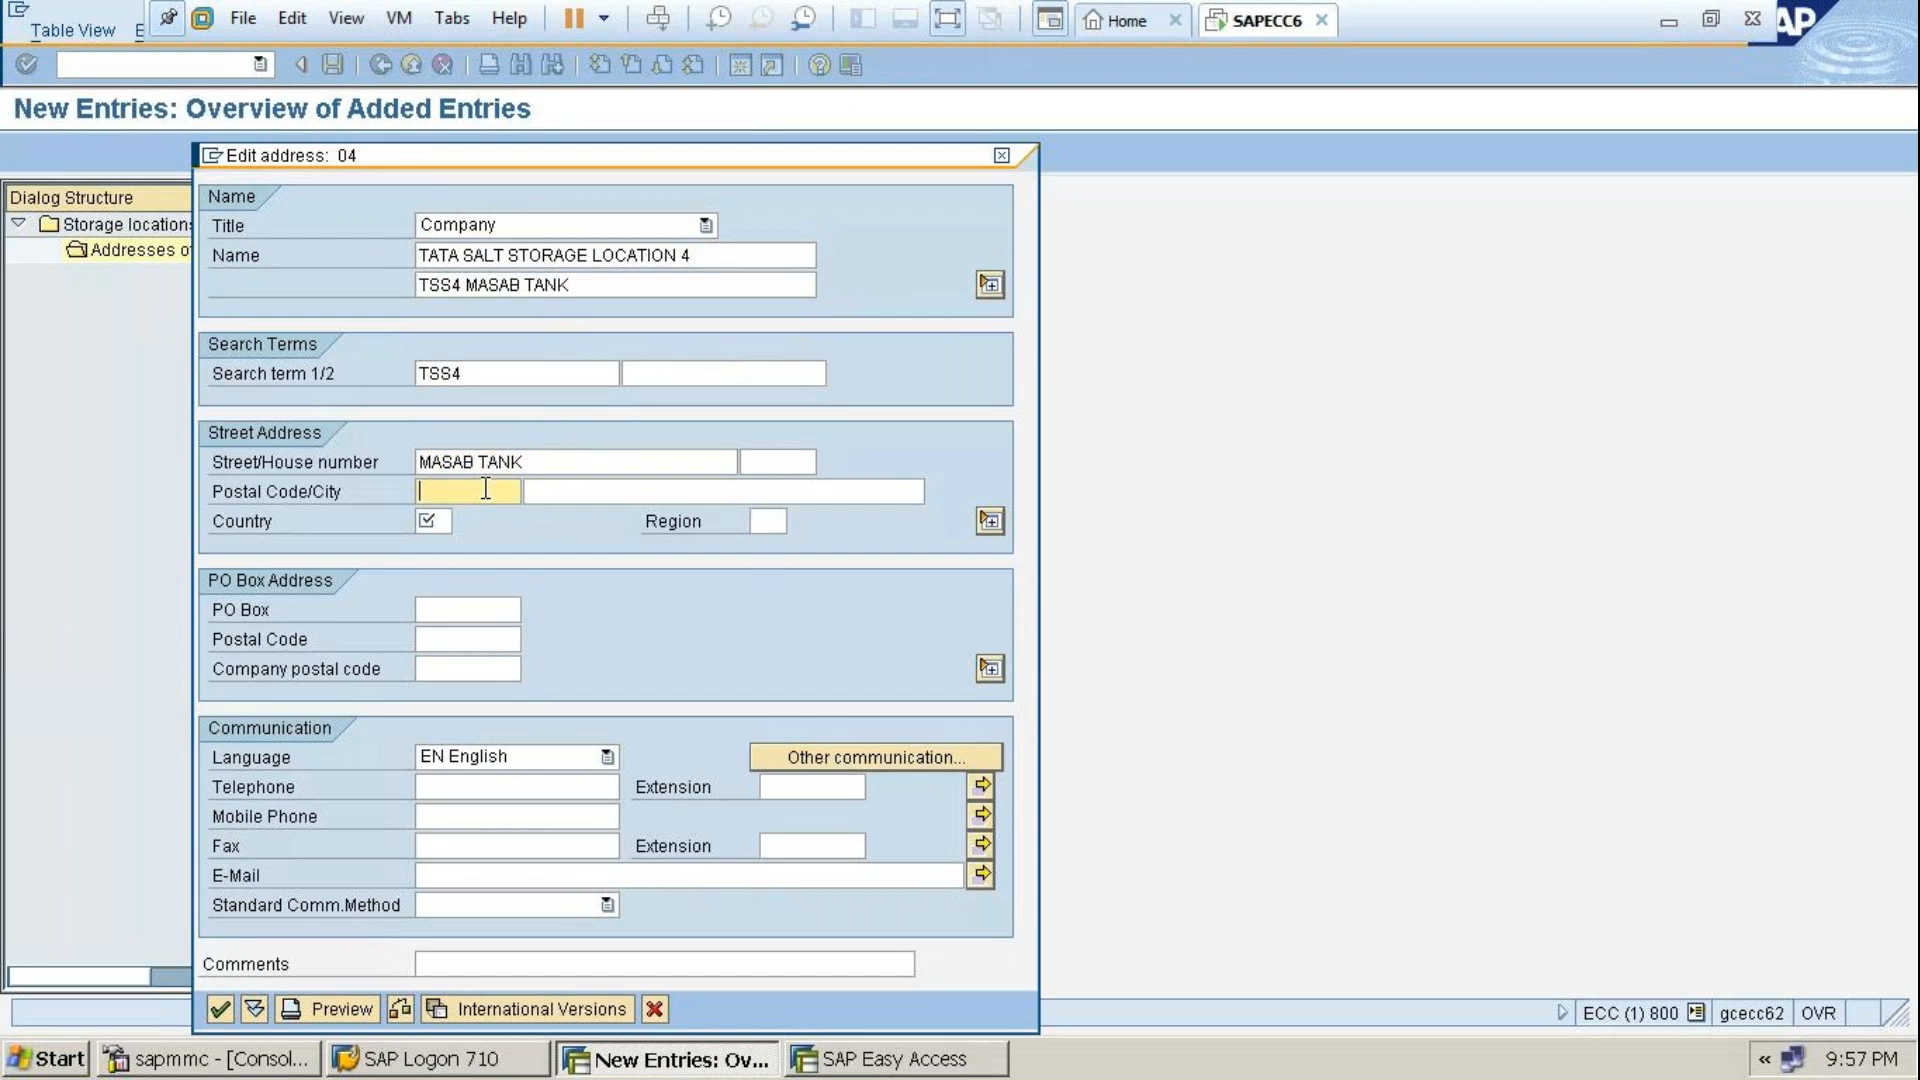 File Edit View VM Tabs Help
Home
SAPECC6
AP
Table View E
New Entries: Overview of Added Entries
Edit address: 04
Dialog Structure
Storage locations
Addresses o
Name
Title Company
Name TATA SALT STORAGE LOCATION 4
TSS4 MASAB TANK
Search Terms
Search term 1/2 TSS4
Street Address
Street/House number MASAB TANK
Postal Code/City
Country Region
PO Box Address
PO Box
Postal Code
Company postal code
Communication
Language EN English Other communication...
Telephone Extension
Mobile Phone
Fax Extension
E-Mail
Standard Comm.Method
Comments
Preview International Versions
ECC (1) 800 gcecc62 OVR
Start sapmmc - [Consol... SAP Logon 710 New Entries: Ov... SAP Easy Access « 9:57 PM